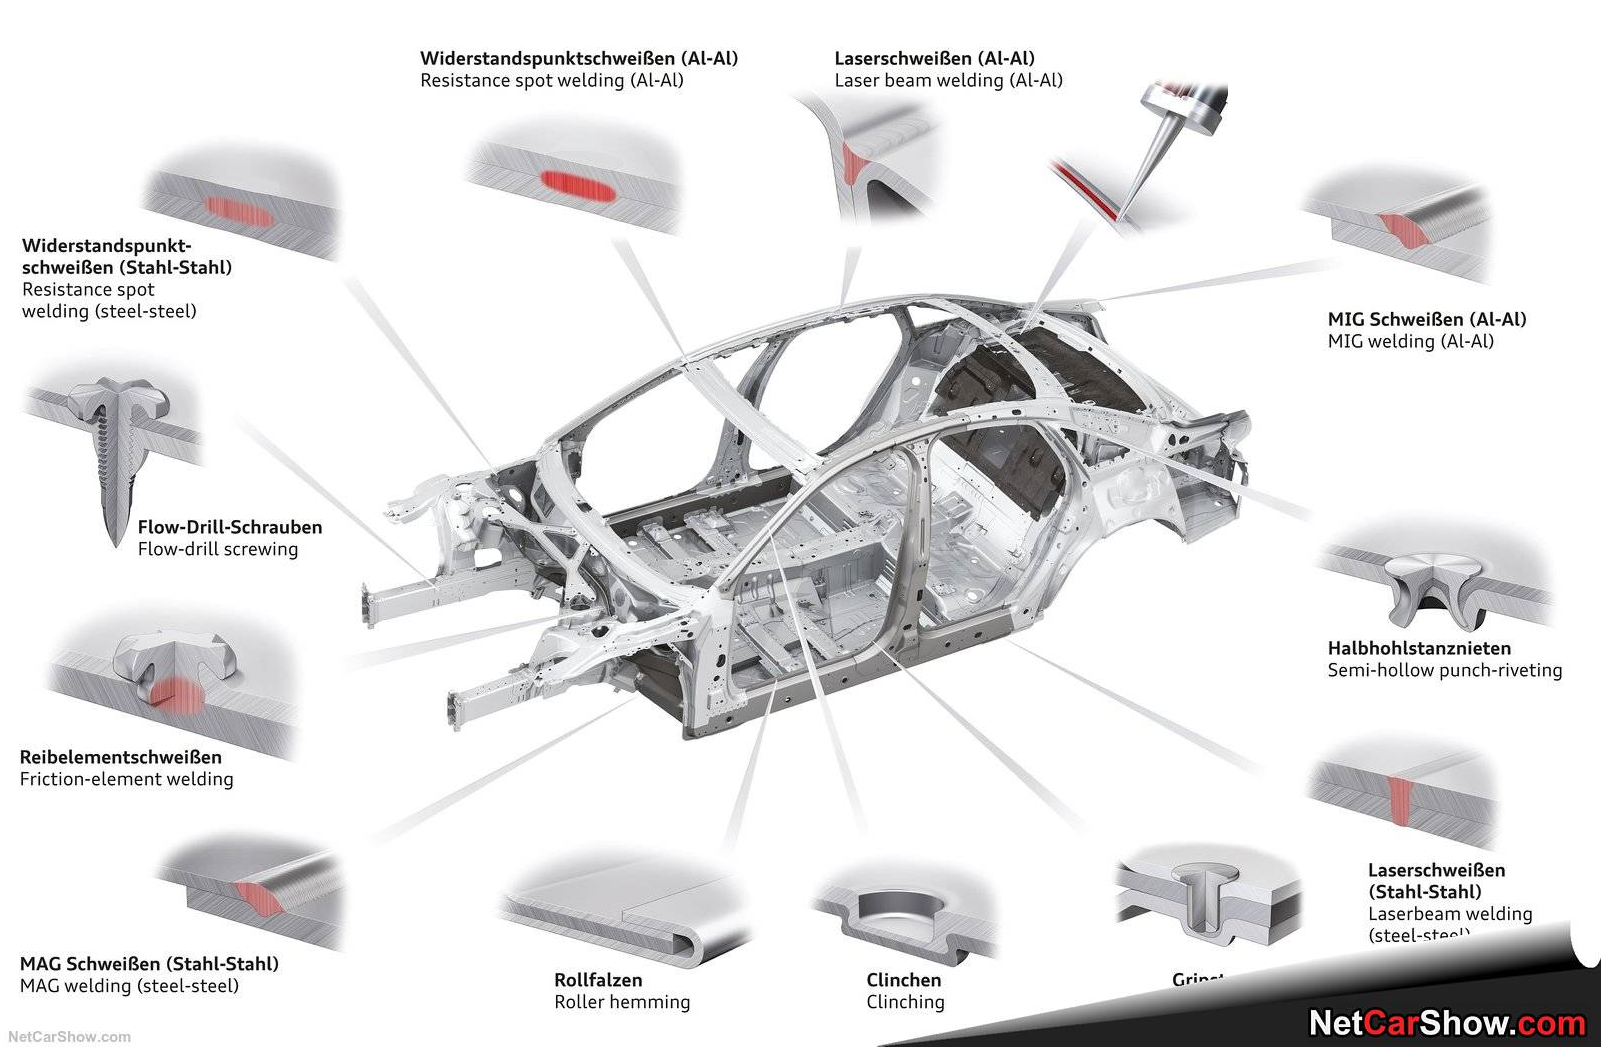 Widerstandspunktschweißen (Al-Al)
Resistance spot welding (Al-Al)
Laserschweißen (Al-Al)
Laser beam welding (Al-Al)
Widerstandspunkt-
schweißen (Stahl-Stahl)
Resistance spot
welding (steel-steel)
MIG Schweißen (Al-Al)
MIG welding (Al-Al)
Flow-Drill-Schrauben
Flow-drill screwing
Halbhohlstanznieten
Semi-hollow punch-riveting
Reibelementschweißen
Friction-element welding
Laserschweißen
(Stahl-Stahl)
Laserbeam welding
(steel-steel)
MAG Schweißen (Stahl-Stahl)
MAG welding (steel-steel)
Rollfalzen
Roller hemming
Clinchen
Clinching
NetCarShow.com
NetCarShow.com